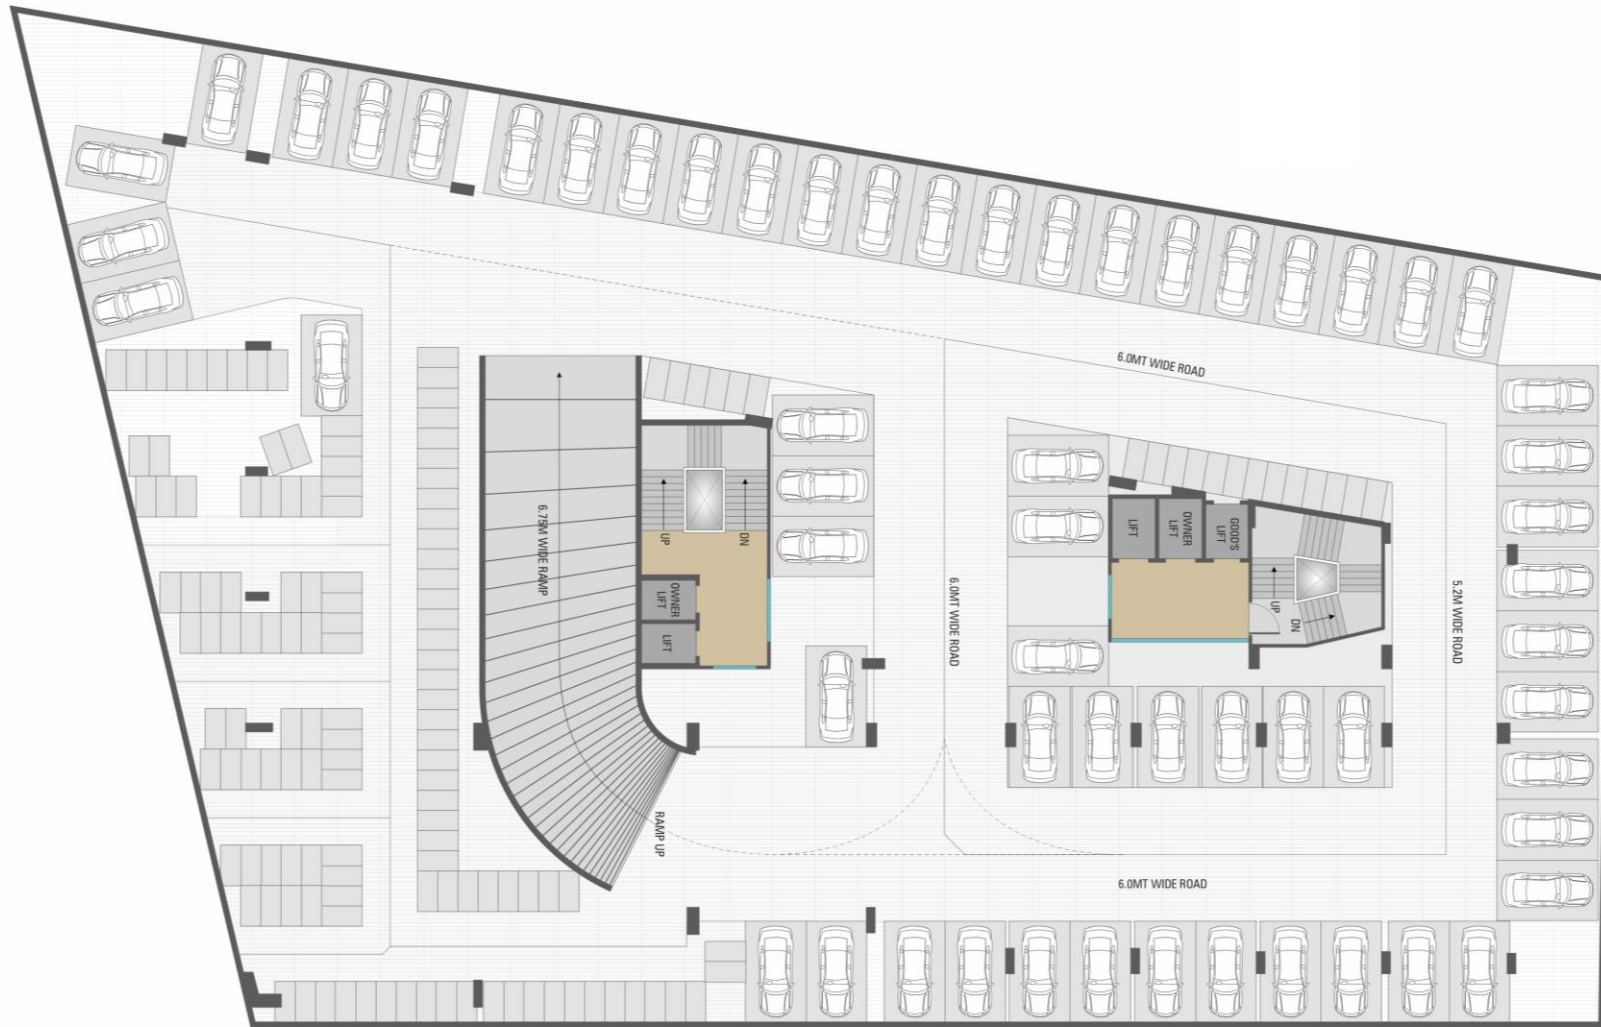 6.0MT WIDE ROAD
6.75M WIDE RAMP
UP
DN
OWNER
LIFT
LIFT
RAMP UP
6.0MT WIDE ROAD
LIFT
OWNER
LIFT
GOOD'S
LIFT
UP
DN
5.2M WIDE ROAD
6.0MT WIDE ROAD